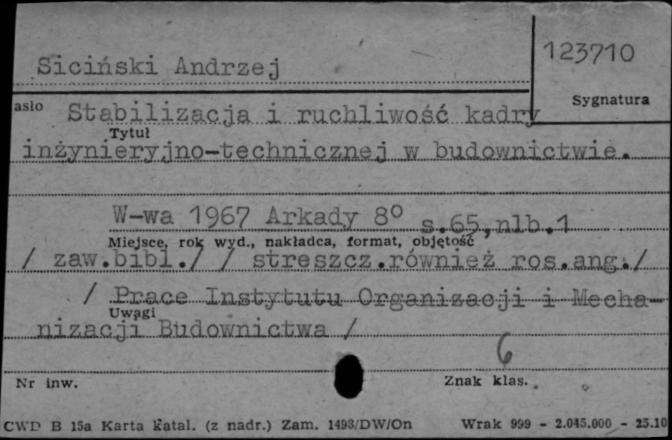 123710
Siciński Andrzej
Sygnatura
asło Stabilizacja i ruchliwość kadry
Tytuł
inżynieryjno-technicznej w budownictwie.
W-wa 1967 Arkady 8° s.65,nlb.1
Miejsce, rok wyd., nakładca, format, objętość
/ zaw.bibl./ / streszcz.również ros.ang./
/ Prace Instytutu Organizacji i Mecha-
Uwagi
nizacji Budownictwa /
6
Nr inw. Znak klas.
CWD B 15a Karta Katal. (z nadr.) Zam. 1493/DW/On Wrak 999 - 2.045.000 - 25.10